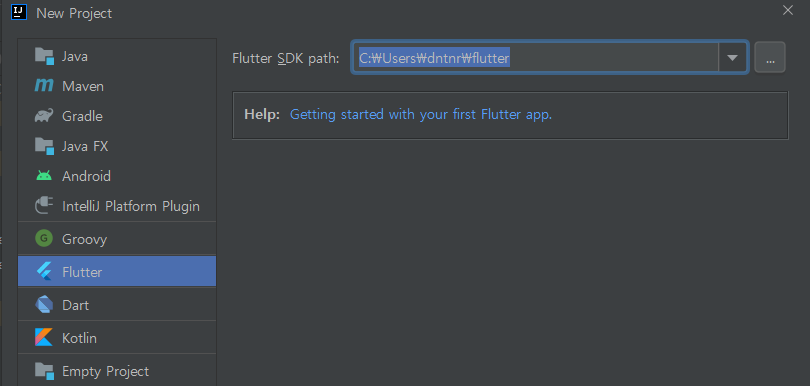 IJ New Project
Java
Flutter SDK path: C:₩Users₩dntnr₩flutter ...
Maven
Help: Getting started with your first Flutter app.
Gradle
Java FX
Android
IntelliJ Platform Plugin
G Groovy
Flutter
Dart
Kotlin
Empty Project